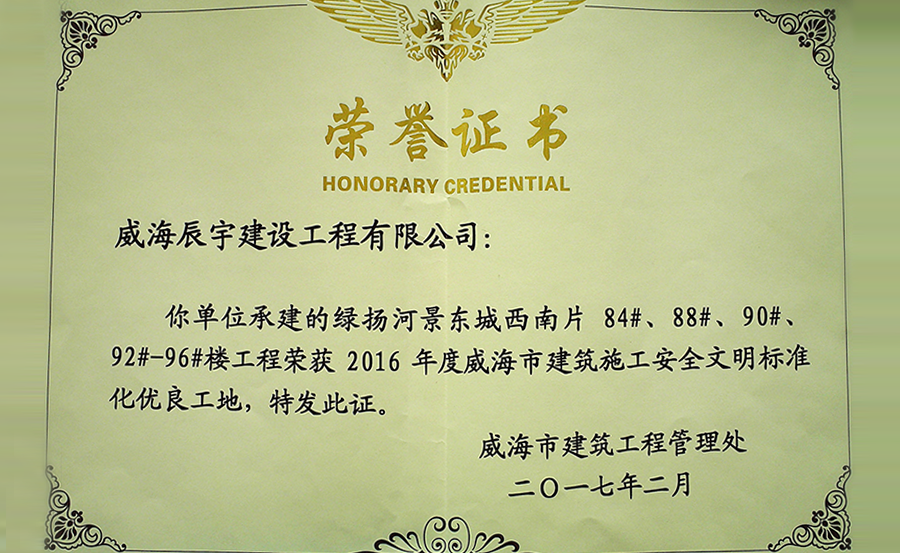 荣誉证书
HONORARY CREDENTIAL
威海辰宇建设工程有限公司：
你单位承建的绿扬河景东城西南片 84#、88#、90#、
92#-96#楼工程荣获 2016 年度威海市建筑施工安全文明标准
化优良工地，特发此证。
威海市建筑工程管理处
二〇一七年二月